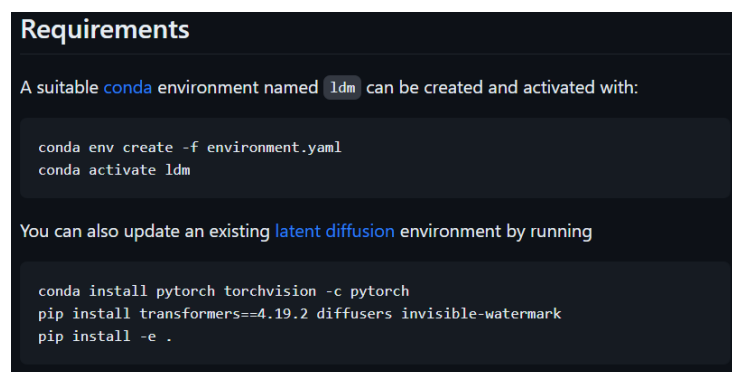 Requirements
A suitable conda environment named ldm can be created and activated with:
conda env create -f environment.yaml
conda activate ldm
You can also update an existing latent diffusion environment by running
conda install pytorch torchvision -c pytorch
pip install transformers==4.19.2 diffusers invisible-watermark
pip install -e .